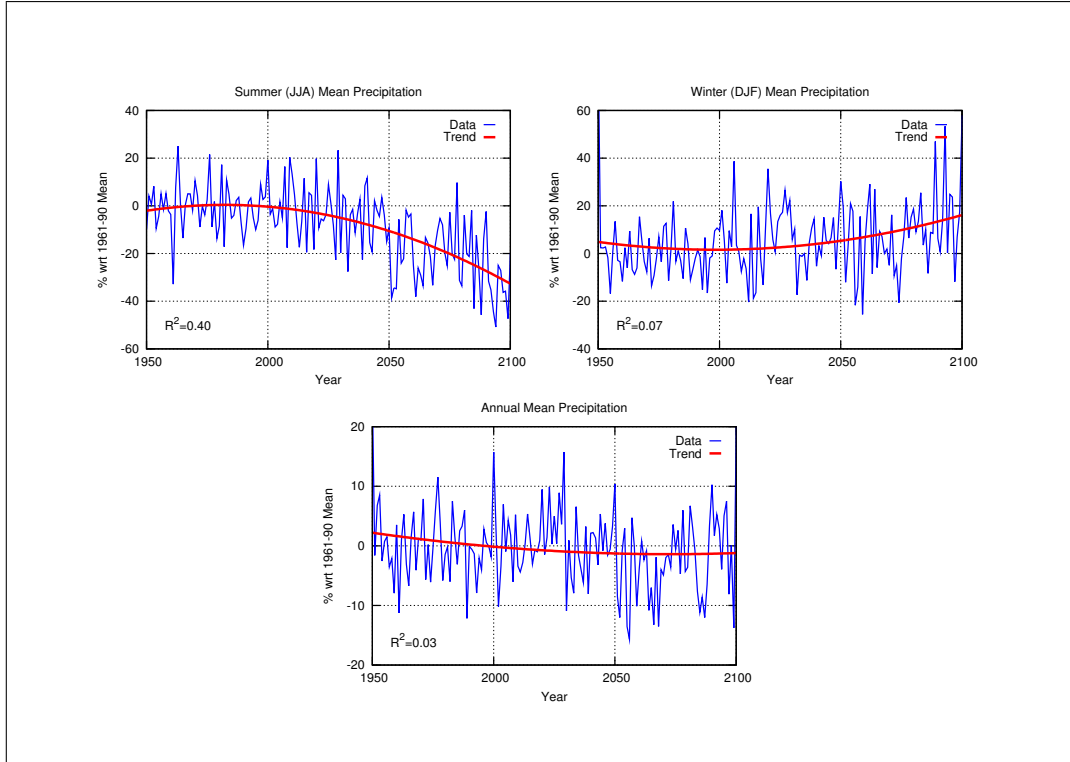 Summer (JJA) Mean Precipitation
40
20
0
-20
-40
-60
1950 2000 2050 2100
% wrt 1961-90 Mean
Year
Data
Trend
R²=0.40
Winter (DJF) Mean Precipitation
60
40
20
0
-20
-40
1950 2000 2050 2100
% wrt 1961-90 Mean
Year
Data
Trend
R²=0.07
Annual Mean Precipitation
20
10
0
-10
-20
1950 2000 2050 2100
% wrt 1961-90 Mean
Year
Data
Trend
R²=0.03